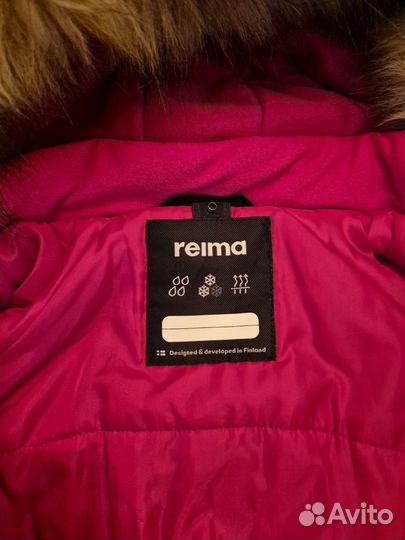 reima
Designed & developed in Finland
Avito